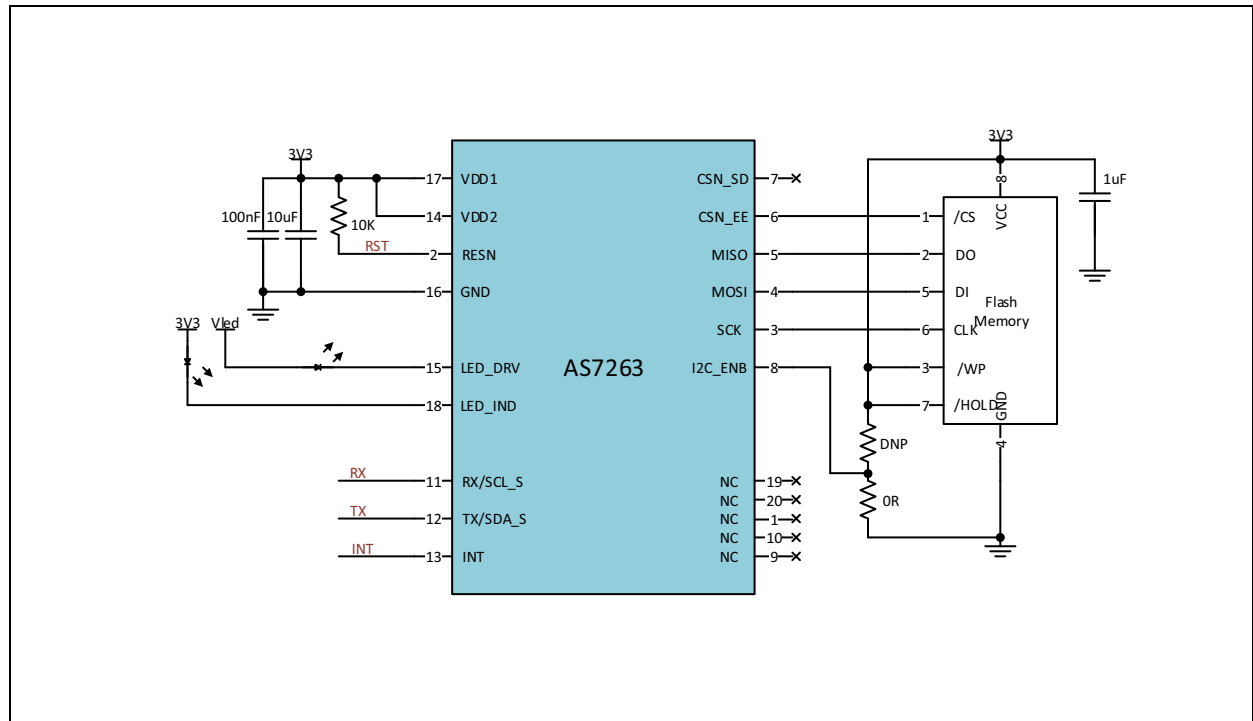 3V3
100nF
10uF
10K
RST
3V3
Vled
RX
TX
INT
17
14
2
16
15
18
11
12
13
VDD1
VDD2
RESN
GND
LED_DRV
LED_IND
RX/SCL_S
TX/SDA_S
INT
AS7263
CSN_SD
CSN_EE
MISO
MOSI
SCK
I2C_ENB
NC
NC
NC
NC
NC
7
6
5
4
3
8
19
20
1
10
9
3V3
1uF
8
VCC
1
/CS
2
DO
5
DI
Flash
Memory
6
CLK
3
/WP
7
/HOLD
GND
4
DNP
0R